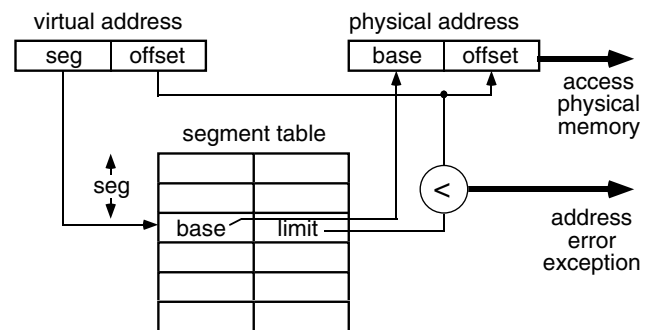 virtual address
physical address
seg offset
base offset
access
physical
memory
segment table
seg
<
base limit
address
error
exception